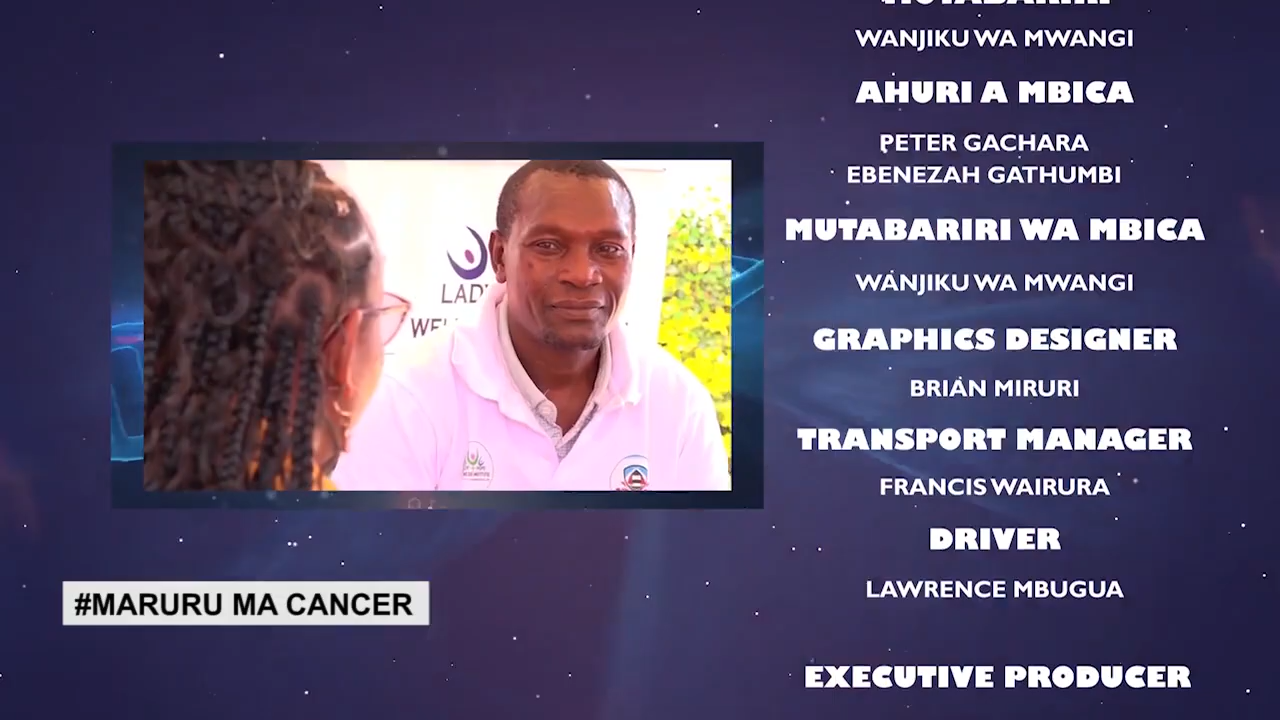 MUTABARIRI
WANJIKU WA MWANGI
AHURI A MBICA
PETER GACHARA
EBENEZAH GATHUMBI
MUTABARIRI WA MBICA
WANJIKU WA MWANGI
GRAPHICS DESIGNER
BRIAN MIRURI
TRANSPORT MANAGER
FRANCIS WAIRURA
DRIVER
LAWRENCE MBUGUA
EXECUTIVE PRODUCER
#MARURU MA CANCER